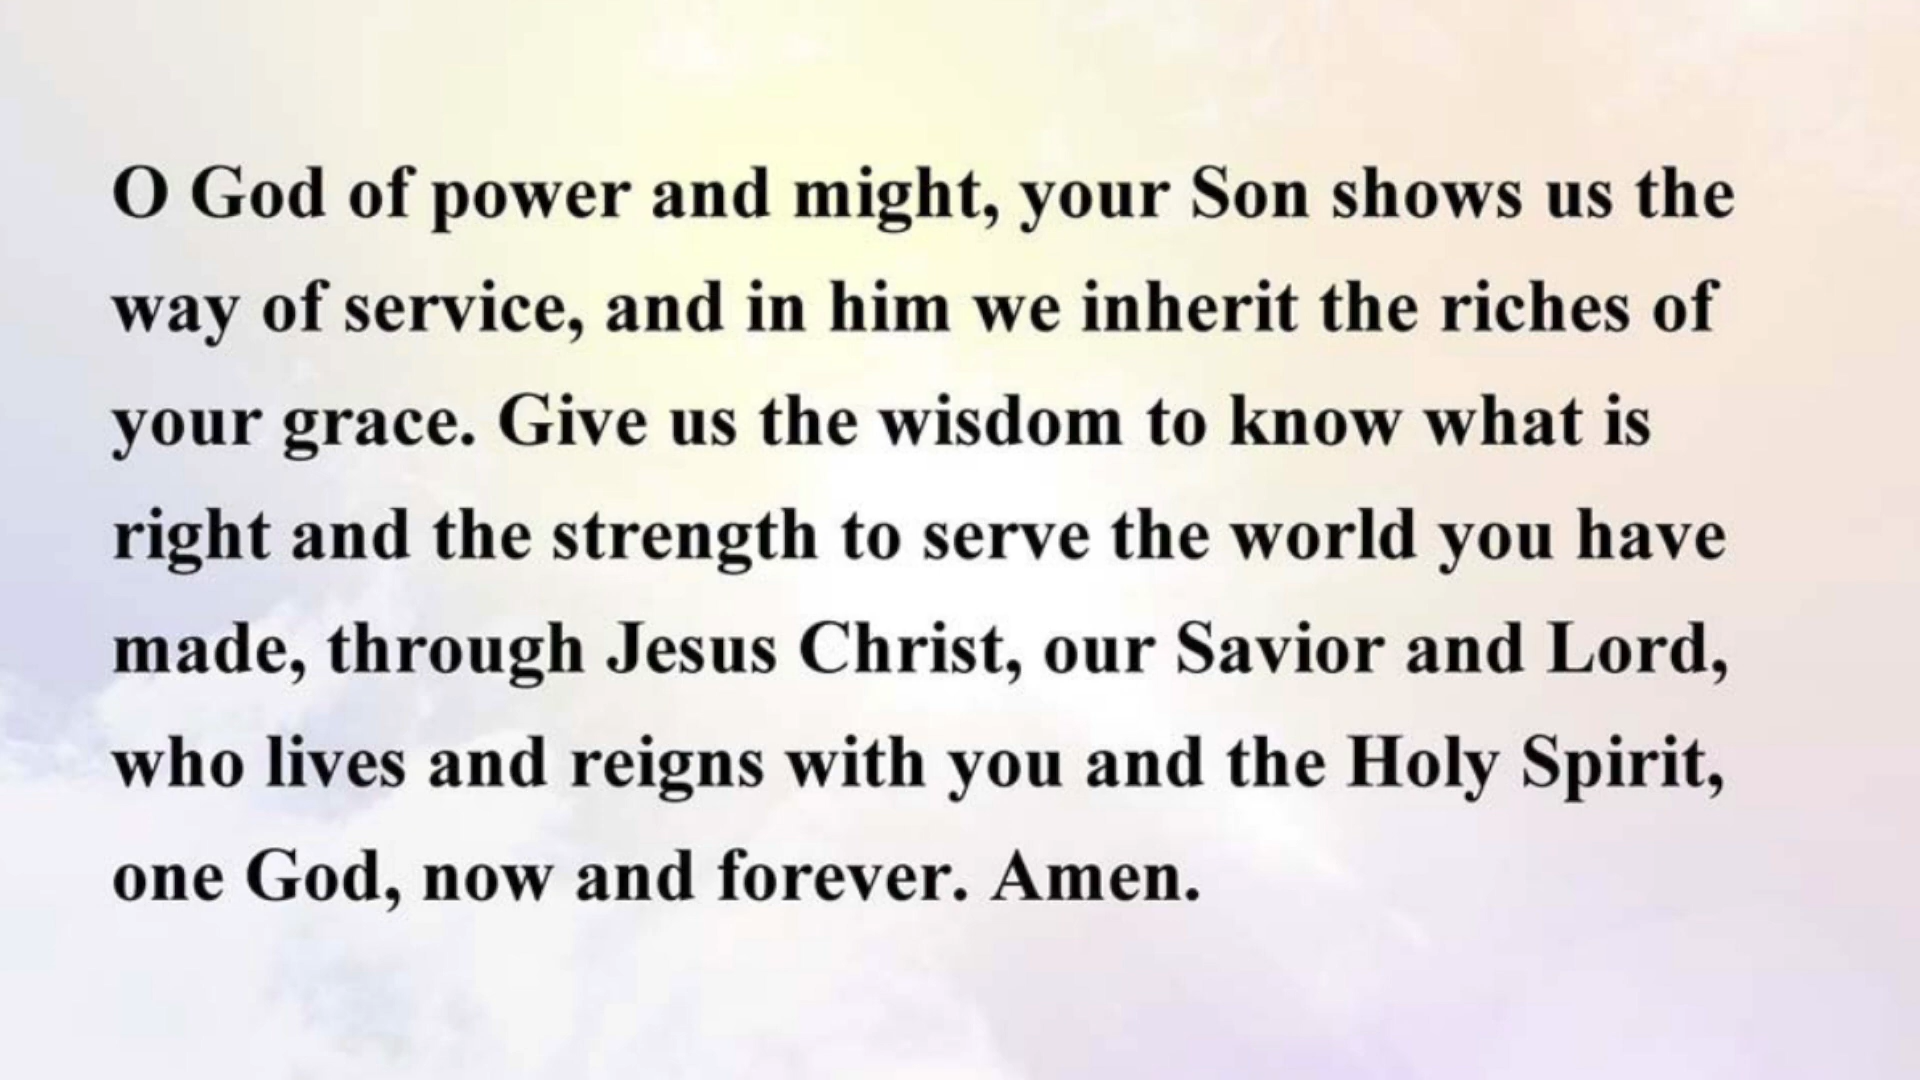 O God of power and might, your Son shows us the
way of service, and in him we inherit the riches of
your grace. Give us the wisdom to know what is
right and the strength to serve the world you have
made, through Jesus Christ, our Savior and Lord,
who lives and reigns with you and the Holy Spirit,
one God, now and forever. Amen.